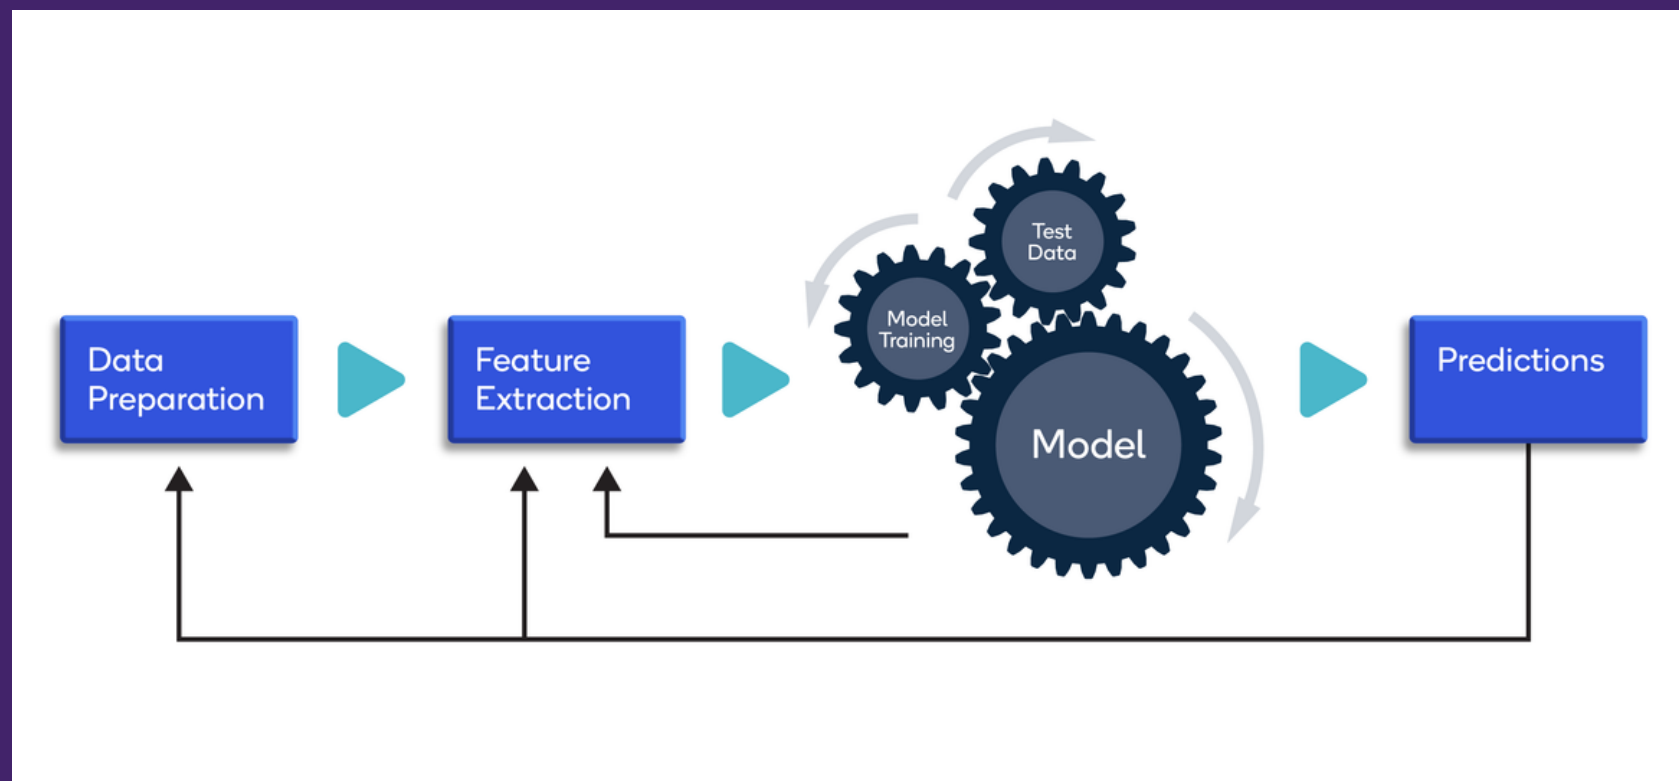 Data
Preparation
Feature
Extraction
Model
Training
Test
Data
Model
Predictions